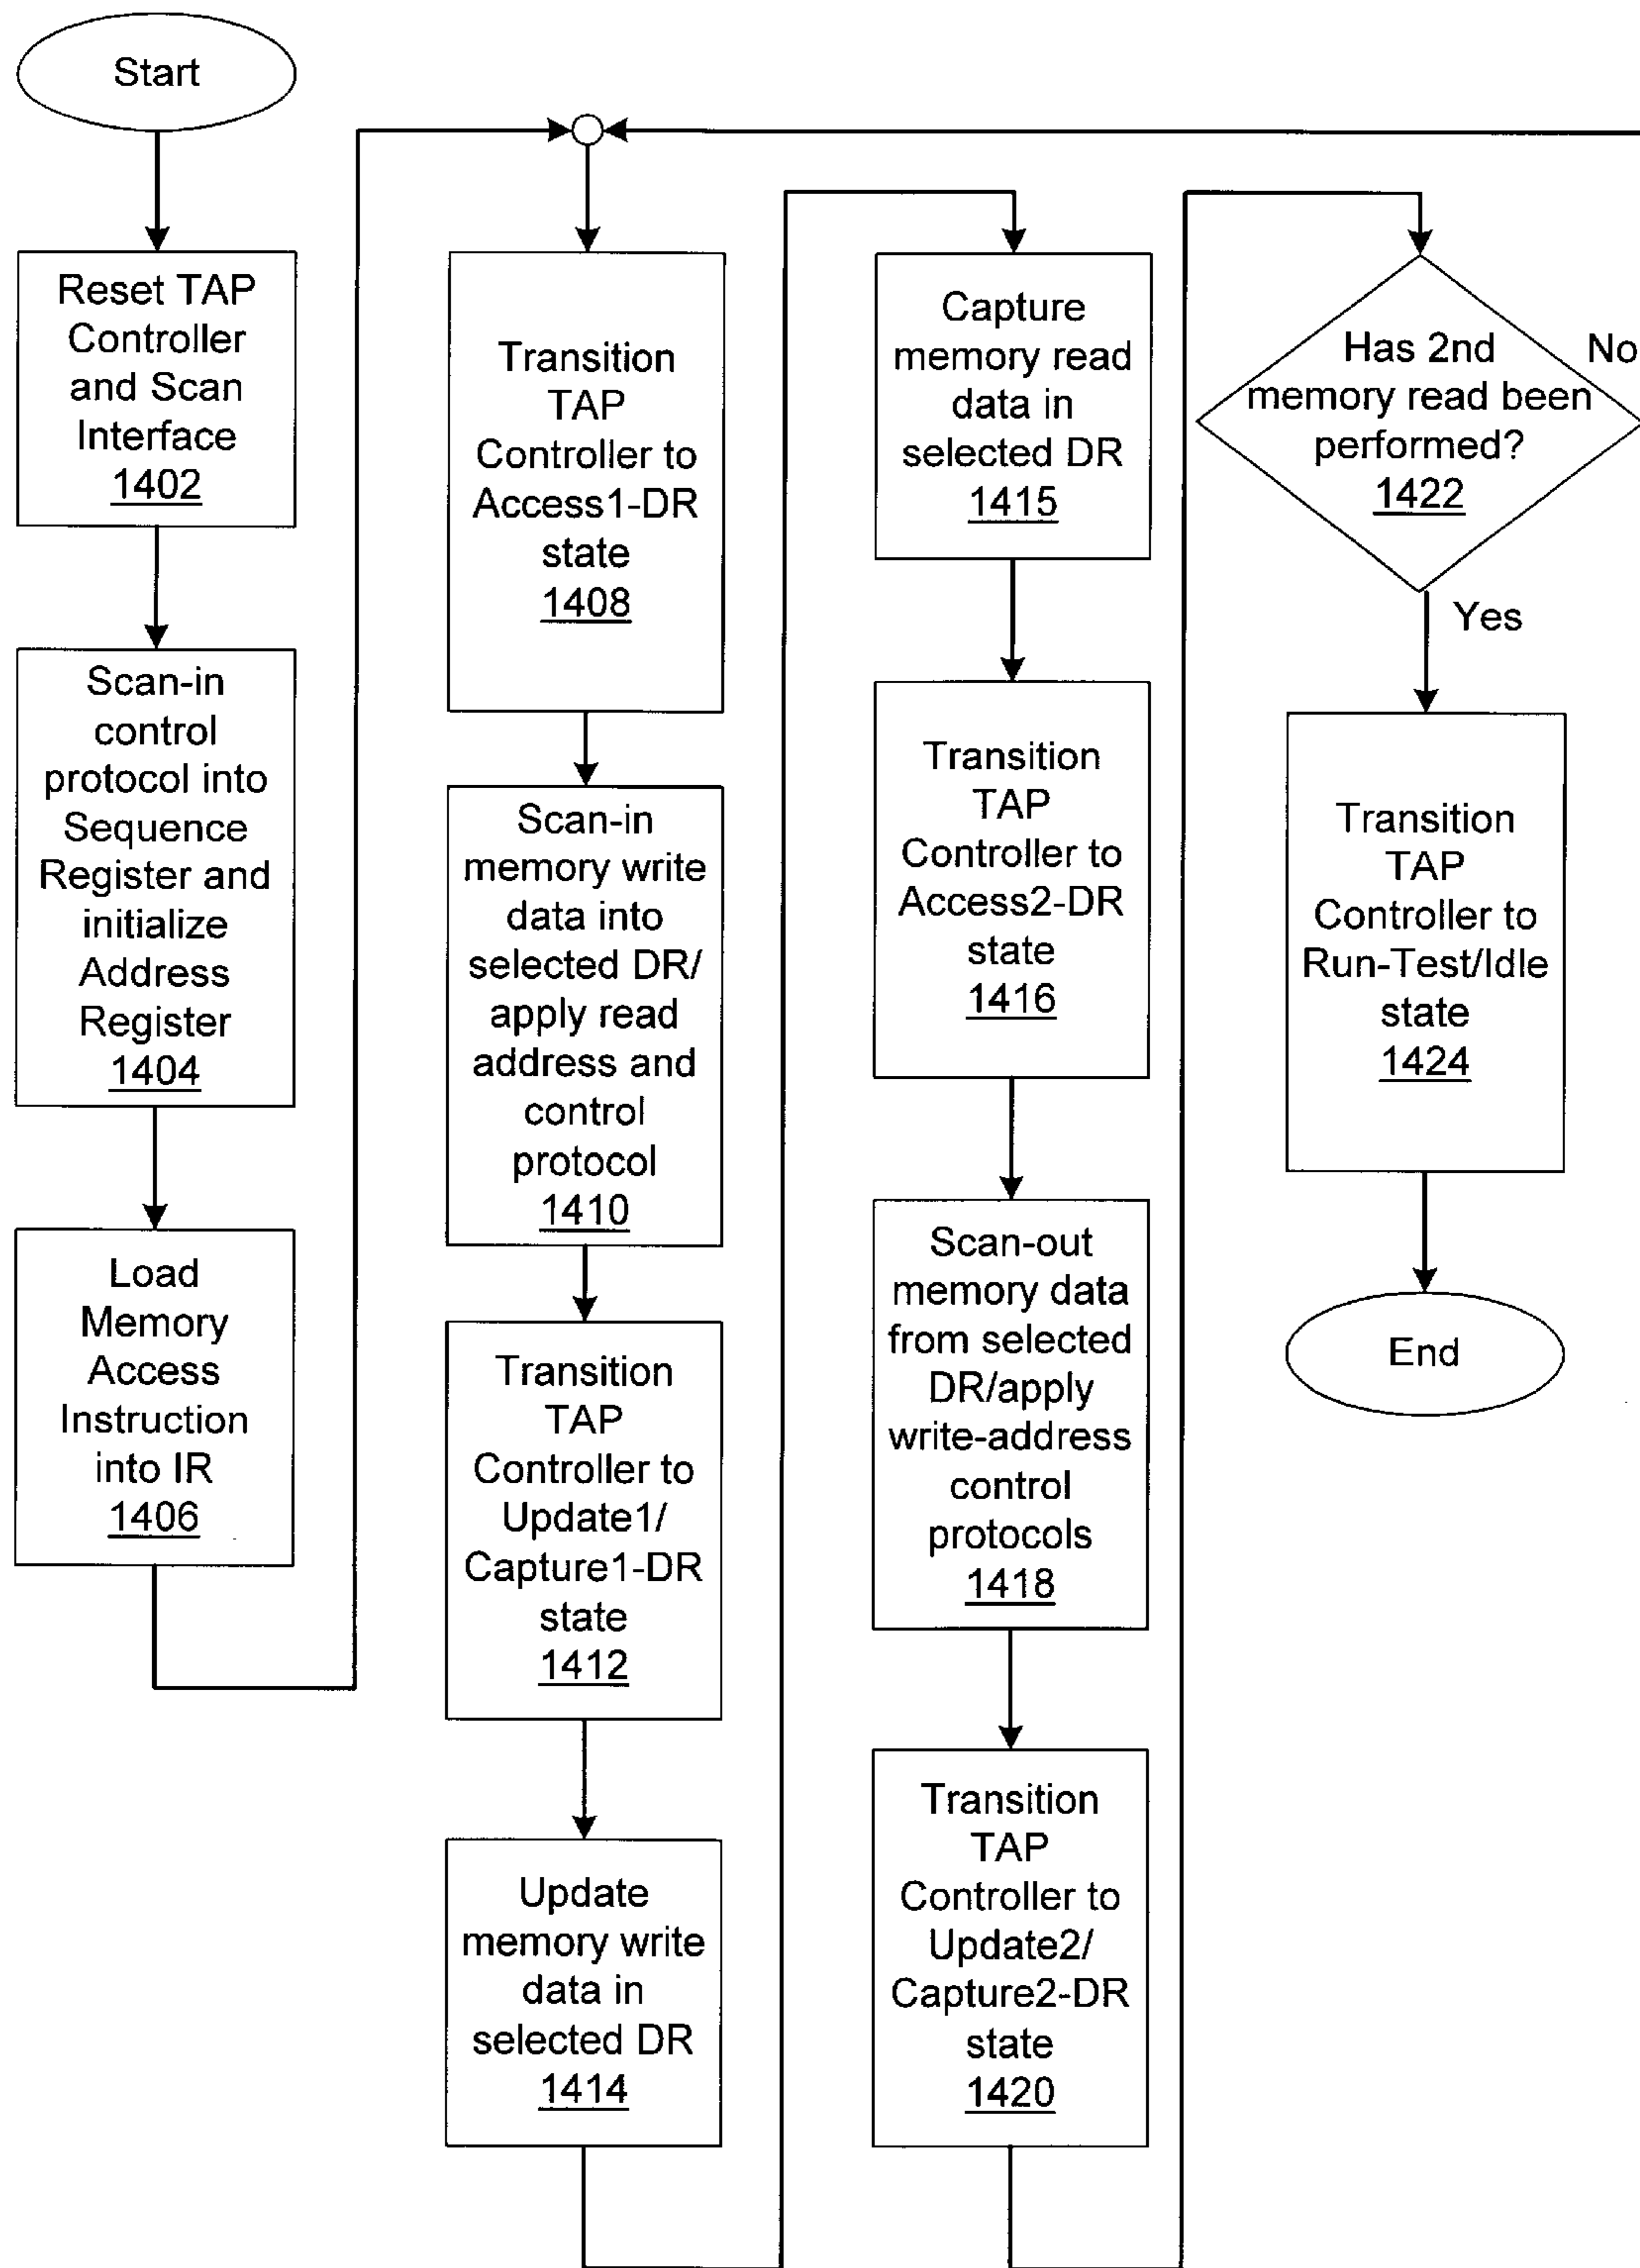 Start
Reset TAP
Controller
and Scan
Interface
1402
Scan-in
control
protocol into
Sequence
Register and
initialize
Address
Register
1404
Load
Memory
Access
Instruction
into IR
1406
Transition
TAP
Controller to
Access1-DR
state
1408
Scan-in
memory write
data into
selected DR/
apply read
address and
control
protocol
1410
Transition
TAP
Controller to
Update1/
Capture1-DR
state
1412
Update
memory write
data in
selected DR
1414
Capture
memory read
data in
selected DR
1415
Transition
TAP
Controller to
Access2-DR
state
1416
Scan-out
memory data
from selected
DR/apply
write-address
control
protocols
1418
Transition
TAP
Controller to
Update2/
Capture2-DR
state
1420
Has 2nd
memory read been
performed?
1422
No
Yes
Transition
TAP
Controller to
Run-Test/Idle
state
1424
End